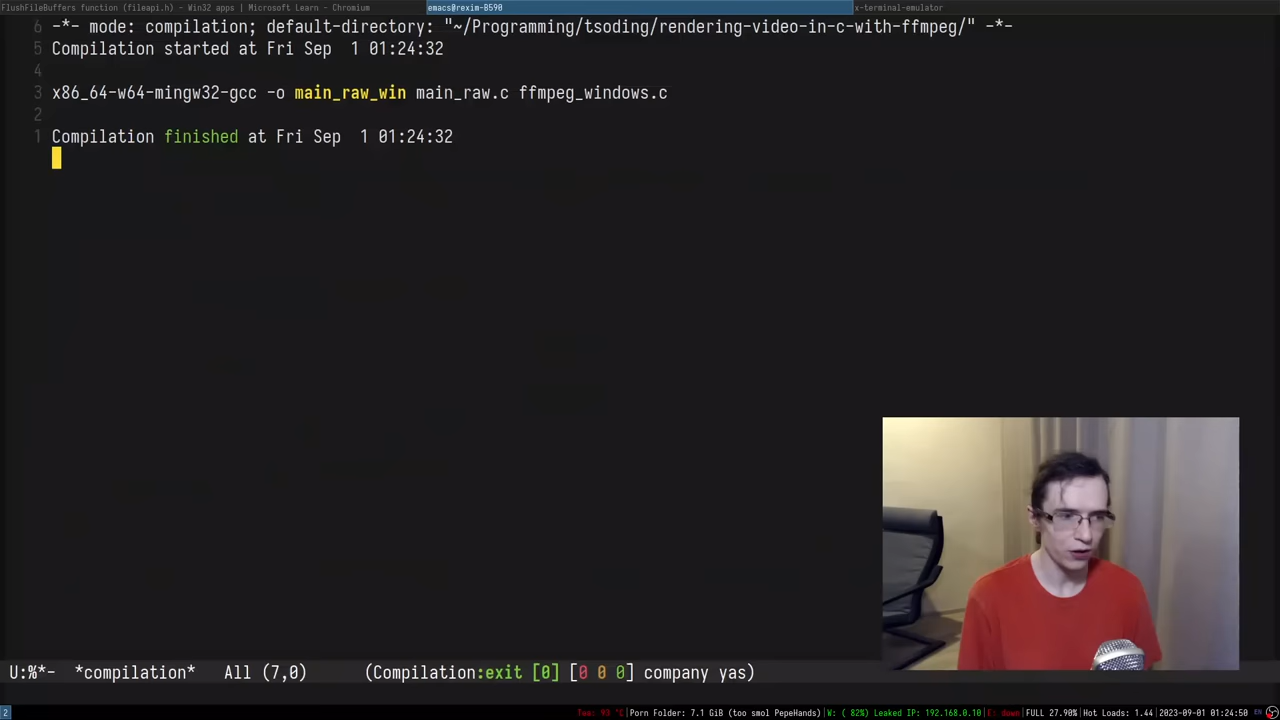 FlushFileBuffers function (fileapi.h) - Win32 apps | Microsoft Learn - Chromium
emacs@rexim-B590
x-terminal-emulator
6 -*- mode: compilation; default-directory: "~/Programming/tsoding/rendering-video-in-c-with-ffmpeg/" -*-
5 Compilation started at Fri Sep  1 01:24:32
4
3 x86_64-w64-mingw32-gcc -o main_raw_win main_raw.c ffmpeg_windows.c
2
1 Compilation finished at Fri Sep  1 01:24:32
U:%*-  *compilation*   All (7,0)      (Compilation:exit [0] [0 0 0] company yas)
2
Twa: 93 °C|Porn Folder: 7.1 GiB (too smol PepeHands)|W: ( 82%) Leaked IP: 192.168.0.10|E: down|FULL 27.90%|Hot Loads: 1.44|2023-09-01 01:24:50 EN